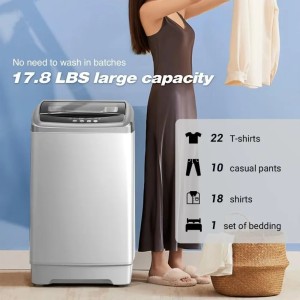 No need to wash in batches
17.8 LBS large capacity
22 T-shirts
10 casual pants
18 shirts
1 set of bedding